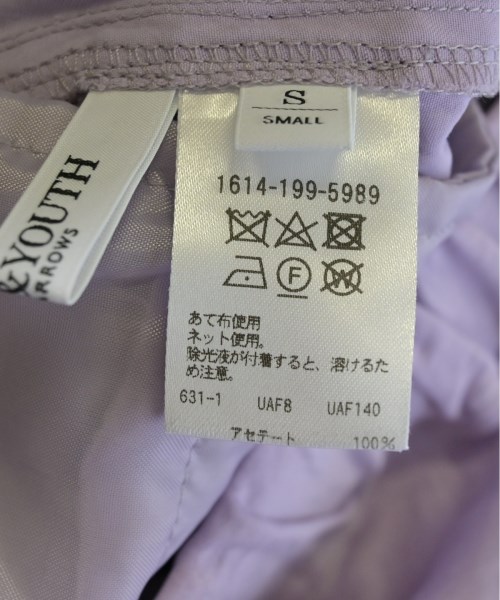 S
SMALL
&YOUTH
RROWS
1614-199-5989
F
W
あて布使用
ネット使用。
除光液が付着すると、溶けるた
め注意。
631-1 UAF8 UAF140
アセテート 100%